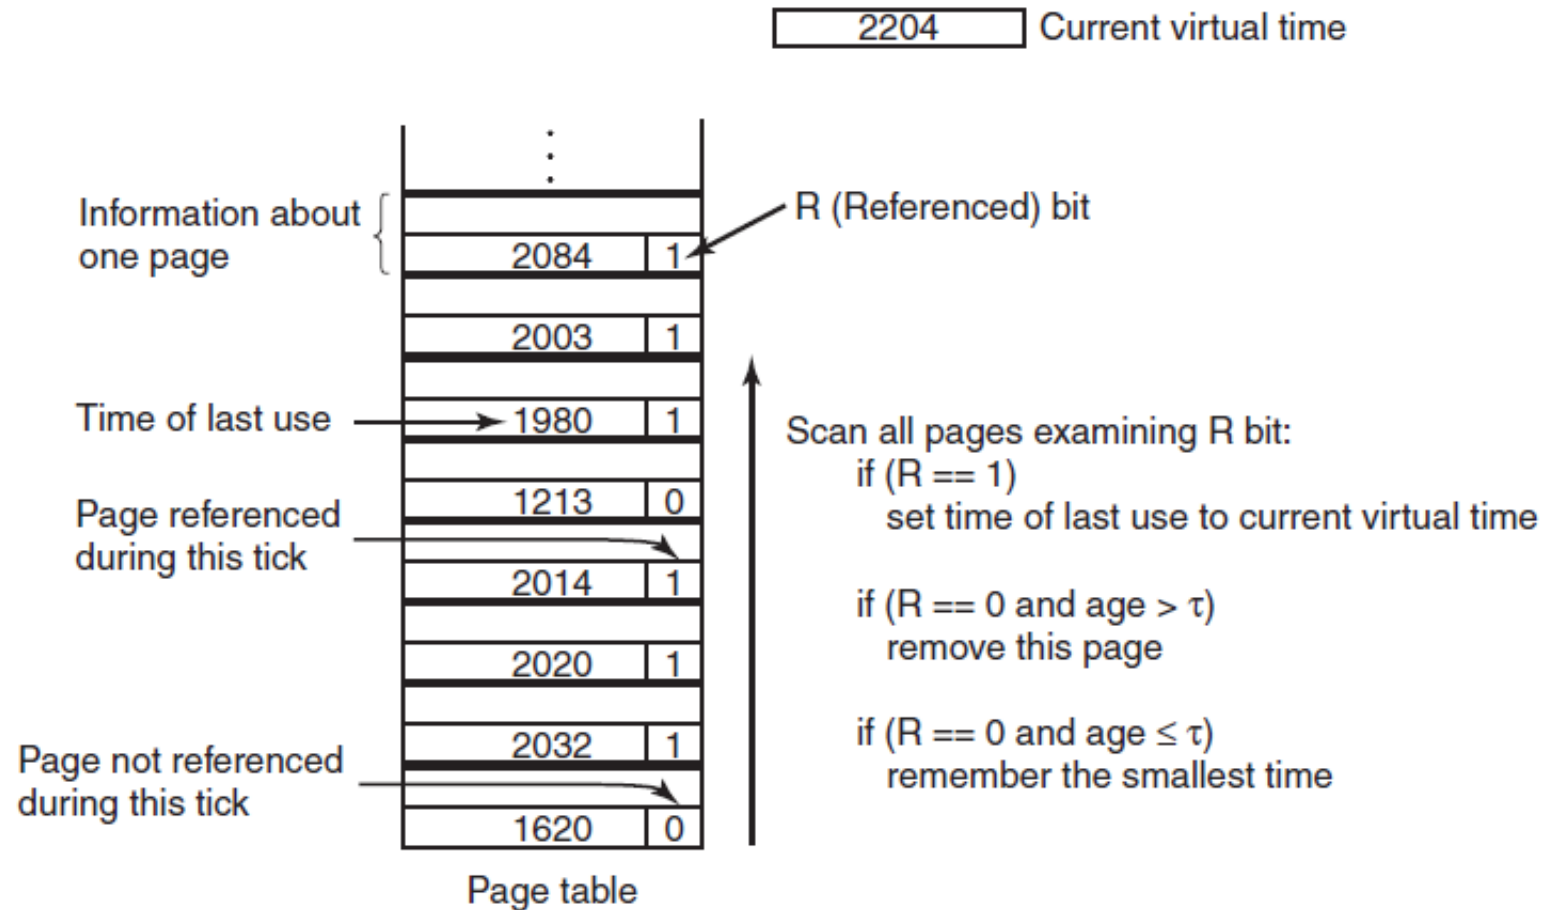 2204 Current virtual time
Information about
one page
R (Referenced) bit
2084 1
2003 1
Time of last use
1980 1
1213 0
Page referenced
during this tick
2014 1
2020 1
2032 1
Page not referenced
during this tick
1620 0
Page table
Scan all pages examining R bit:
if (R == 1)
set time of last use to current virtual time
if (R == 0 and age > τ)
remove this page
if (R == 0 and age ≤ τ)
remember the smallest time